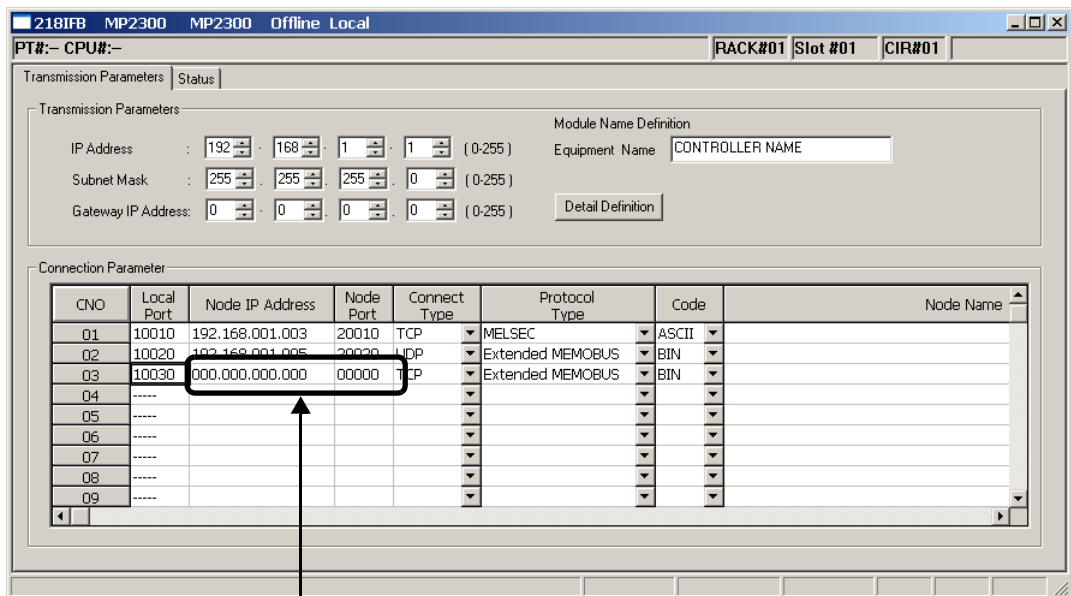 218IFB MP2300 MP2300 Offline Local
PT#:– CPU#:– RACK#01 Slot #01 CIR#01
Transmission Parameters Status
Transmission Parameters
Module Name Definition
IP Address : 192 . 168 . 1 . 1 ( 0-255 ) Equipment Name CONTROLLER NAME
Subnet Mask : 255 . 255 . 255 . 0 ( 0-255 )
Gateway IP Address: 0 . 0 . 0 . 0 ( 0-255 ) Detail Definition
Connection Parameter
CNO Local Port Node IP Address Node Port Connect Type Protocol Type Code Node Name
01 10010 192.168.001.003 20010 TCP MELSEC ASCII
02 10020 192.168.001.005 20020 UDP Extended MEMOBUS BIN
03 10030 000.000.000.000 00000 TCP Extended MEMOBUS BIN
04 -----
05 -----
06 -----
07 -----
08 -----
09 -----